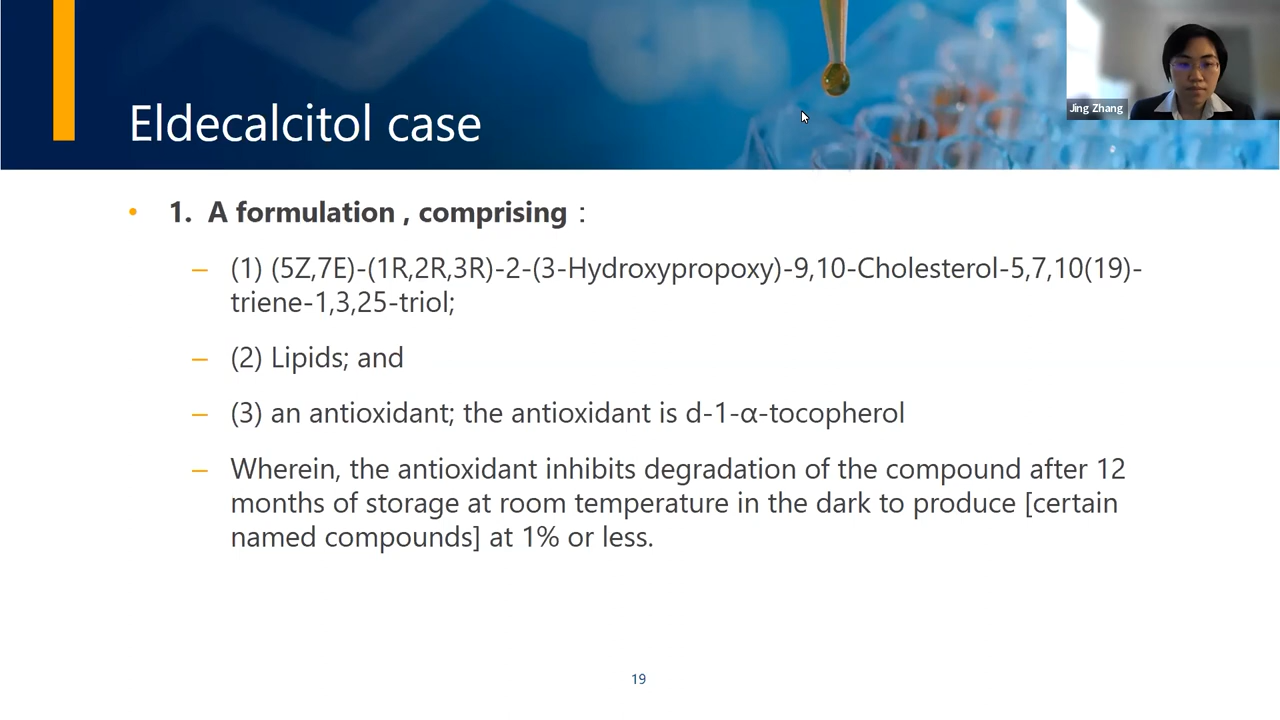 Eldecalcitol case
Jing Zhang
• 1. A formulation , comprising :
– (1) (5Z,7E)-(1R,2R,3R)-2-(3-Hydroxypropoxy)-9,10-Cholesterol-5,7,10(19)-
triene-1,3,25-triol;
– (2) Lipids; and
– (3) an antioxidant; the antioxidant is d-1-α-tocopherol
– Wherein, the antioxidant inhibits degradation of the compound after 12
months of storage at room temperature in the dark to produce [certain
named compounds] at 1% or less.
19